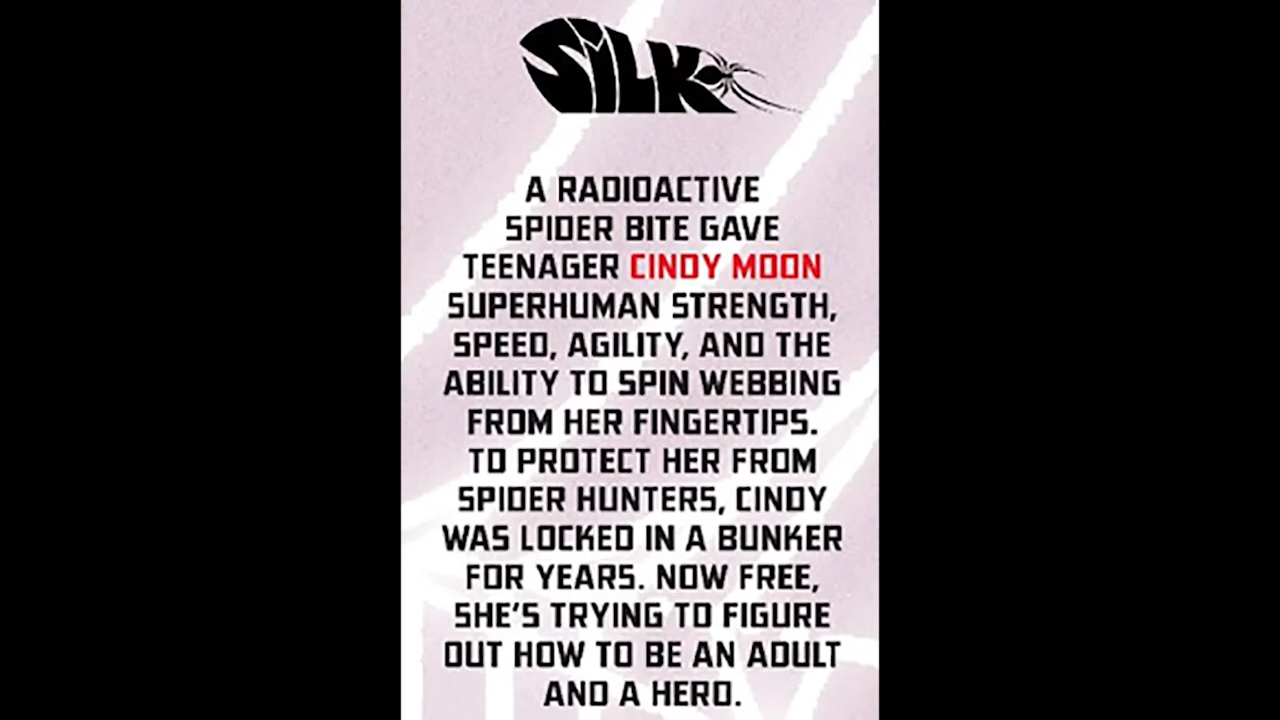 SILK
A RADIOACTIVE
SPIDER BITE GAVE
TEENAGER CINDY MOON
SUPERHUMAN STRENGTH,
SPEED, AGILITY, AND THE
ABILITY TO SPIN WEBBING
FROM HER FINGERTIPS.
TO PROTECT HER FROM
SPIDER HUNTERS, CINDY
WAS LOCKED IN A BUNKER
FOR YEARS. NOW FREE,
SHE'S TRYING TO FIGURE
OUT HOW TO BE AN ADULT
AND A HERO.